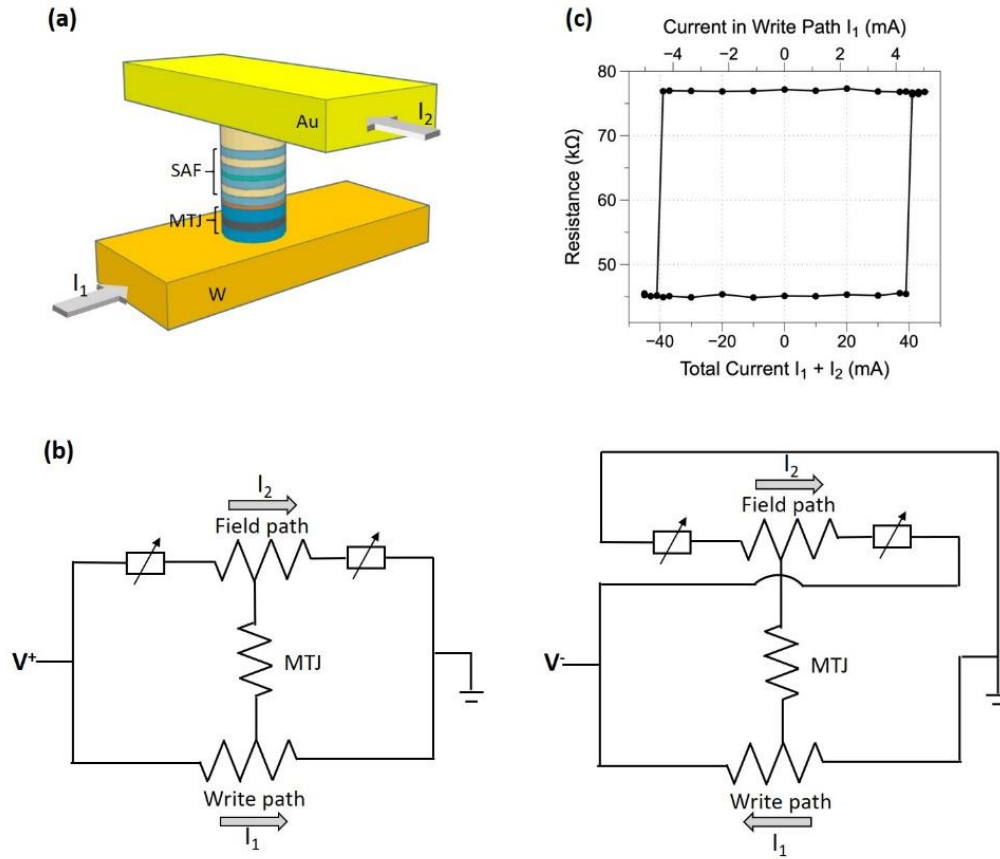 (a)
Au
I₂
SAF
MTJ
I₁
W
(c)
Current in Write Path I₁ (mA)
−4 −2 0 2 4
80
70
60
50
Resistance (kΩ)
−40 −20 0 20 40
Total Current I₁ + I₂ (mA)
(b)
I₂
Field path
V⁺
MTJ
Write path
I₁
I₂
Field path
V⁻
MTJ
Write path
I₁